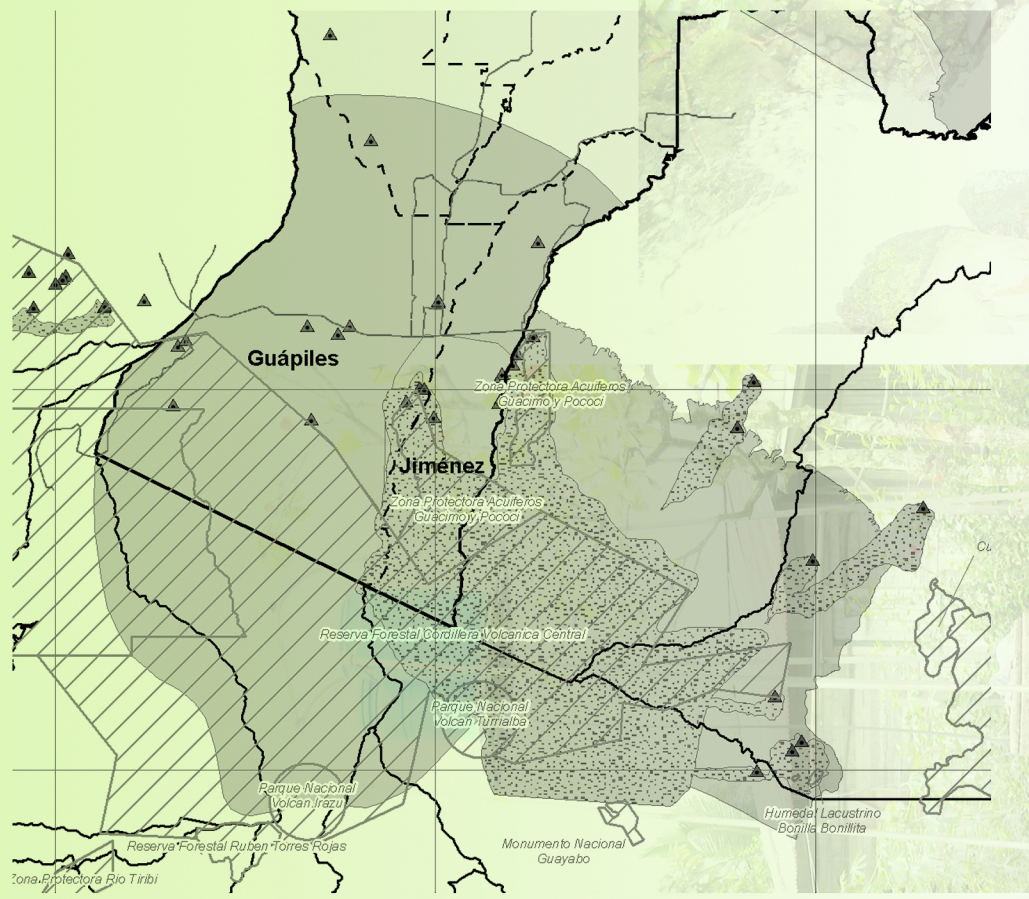 Guápiles
Zona Protectora Acuiferos
Guacimo y Pococi
Jiménez
Zona Protectora Acuiferos
Guacimo y Pococi
Reserva Forestal Cordillera Volcanica Central
Parque Nacional
Volcan Turrialba
Parque Nacional
Volcan Irazu
Humedal Lacustrino
Bonilla Bonillita
Reserva Forestal Ruben Torres Rojas
Monumento Nacional
Guayabo
Zona Protectora Rio Tiribi